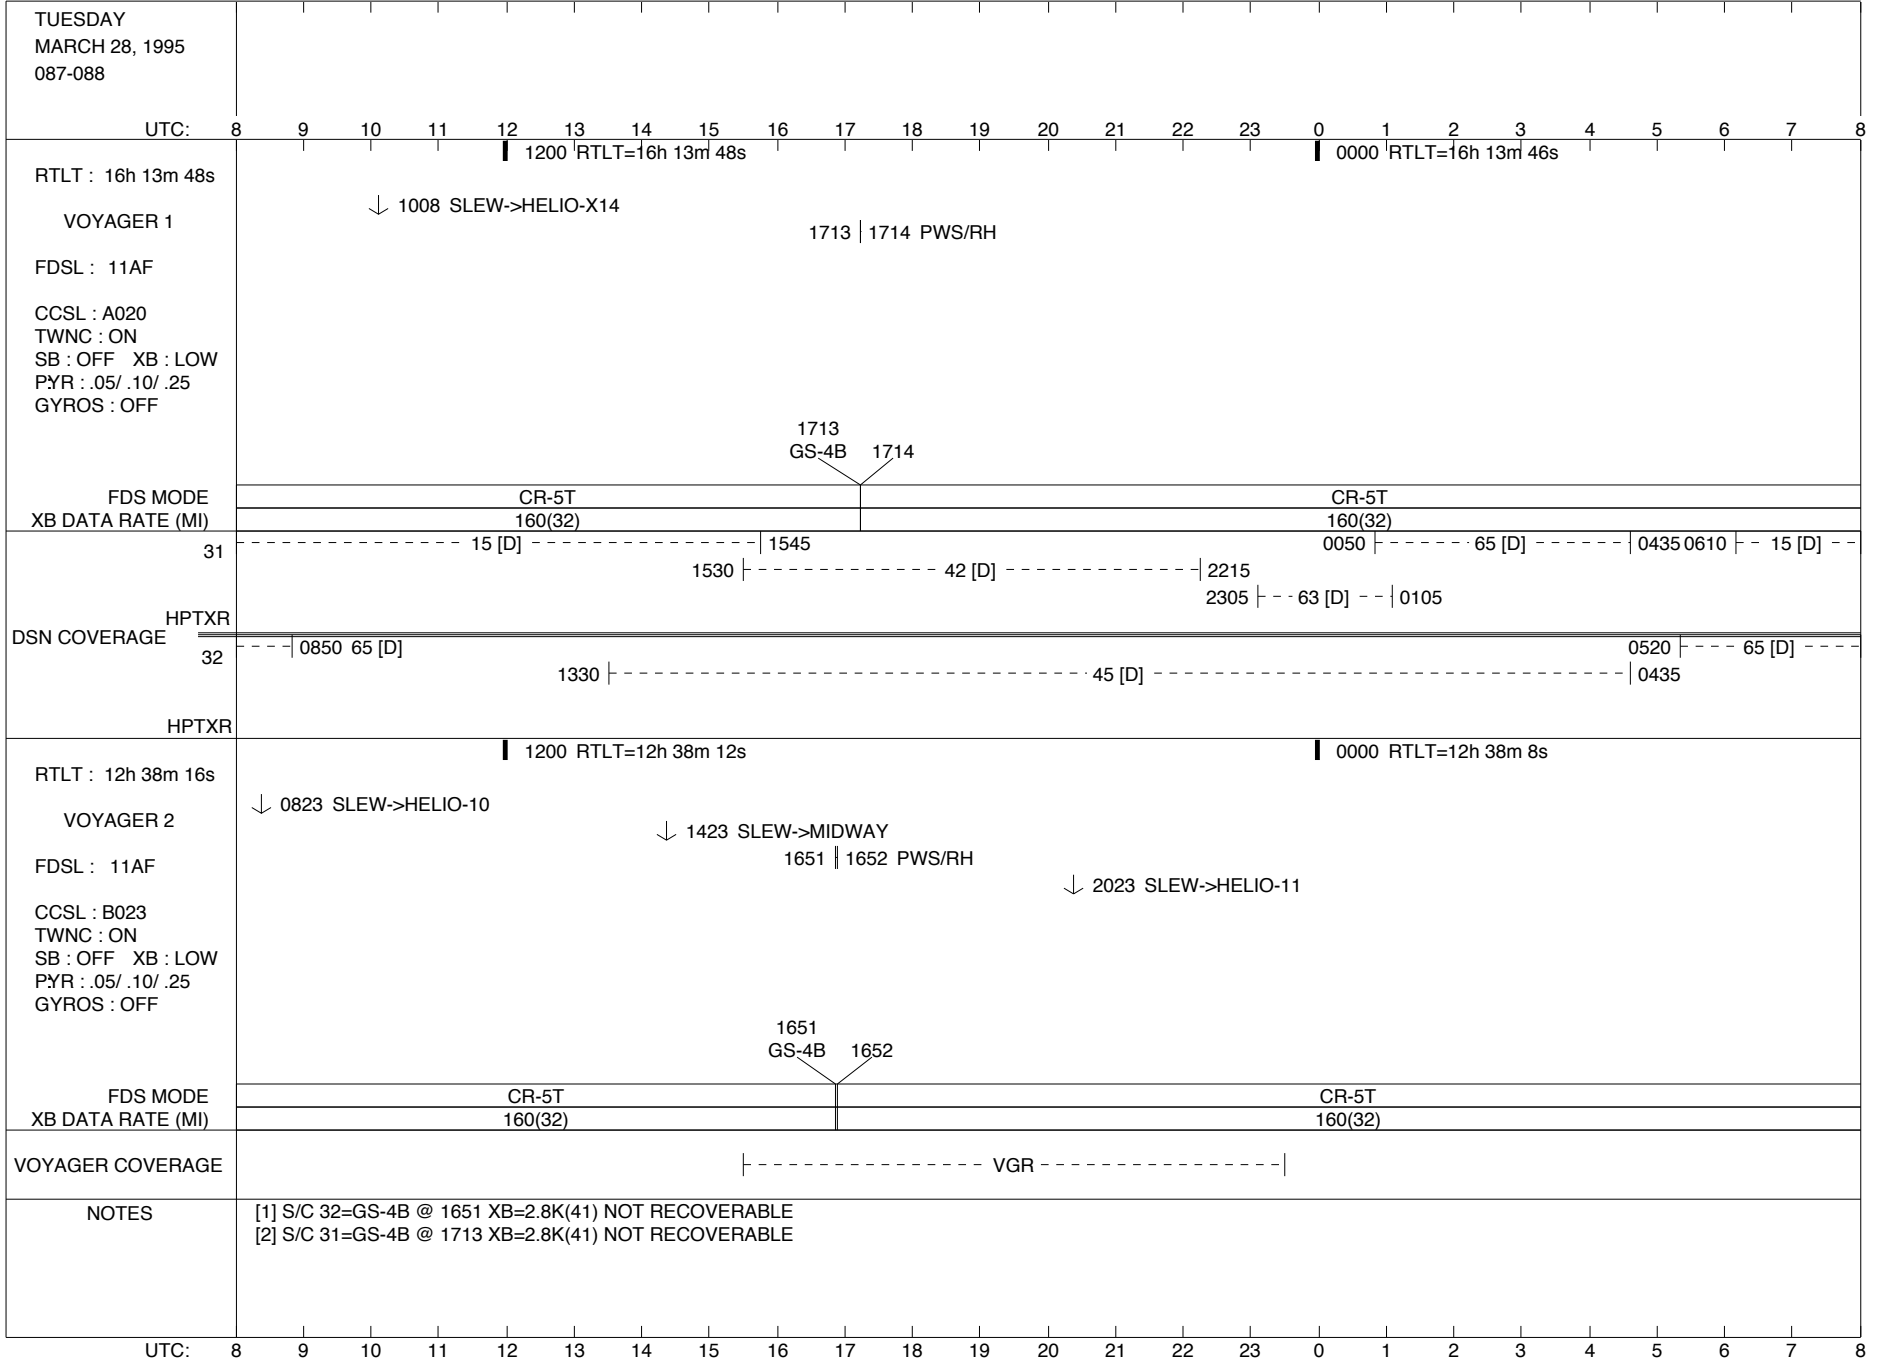 TUESDAY
MARCH 28, 1995
087-088
UTC: 8 9 10 11 12 13 14 15 16 17 18 19 20 21 22 23 0 1 2 3 4 5 6 7 8
1200 RTLT=16h 13m 48s 0000 RTLT=16h 13m 46s
RTLT : 16h 13m 48s
1008 SLEW->HELIO-X14
VOYAGER 1
1713 1714 PWS/RH
FDSL : 11AF
CCSL : A020
TWNC : ON
SB : OFF XB : LOW
P:YR : .05/ .10/ .25
GYROS : OFF
1713
GS-4B 1714
FDS MODE CR-5T CR-5T
XB DATA RATE (MI) 160(32) 160(32)
31 15 [D] 1545 0050 65 [D] 0435 0610 15 [D]
1530 42 [D] 2215
2305 63 [D] 0105
HPTXR
DSN COVERAGE
32 0850 65 [D] 0520 65 [D]
1330 45 [D] 0435
HPTXR
1200 RTLT=12h 38m 12s 0000 RTLT=12h 38m 8s
RTLT : 12h 38m 16s
0823 SLEW->HELIO-10
VOYAGER 2
1423 SLEW->MIDWAY
1651 1652 PWS/RH
FDSL : 11AF
2023 SLEW->HELIO-11
CCSL : B023
TWNC : ON
SB : OFF XB : LOW
P:YR : .05/ .10/ .25
GYROS : OFF
1651
GS-4B 1652
FDS MODE CR-5T CR-5T
XB DATA RATE (MI) 160(32) 160(32)
VOYAGER COVERAGE VGR
NOTES [1] S/C 32=GS-4B @ 1651 XB=2.8K(41) NOT RECOVERABLE
[2] S/C 31=GS-4B @ 1713 XB=2.8K(41) NOT RECOVERABLE
UTC: 8 9 10 11 12 13 14 15 16 17 18 19 20 21 22 23 0 1 2 3 4 5 6 7 8